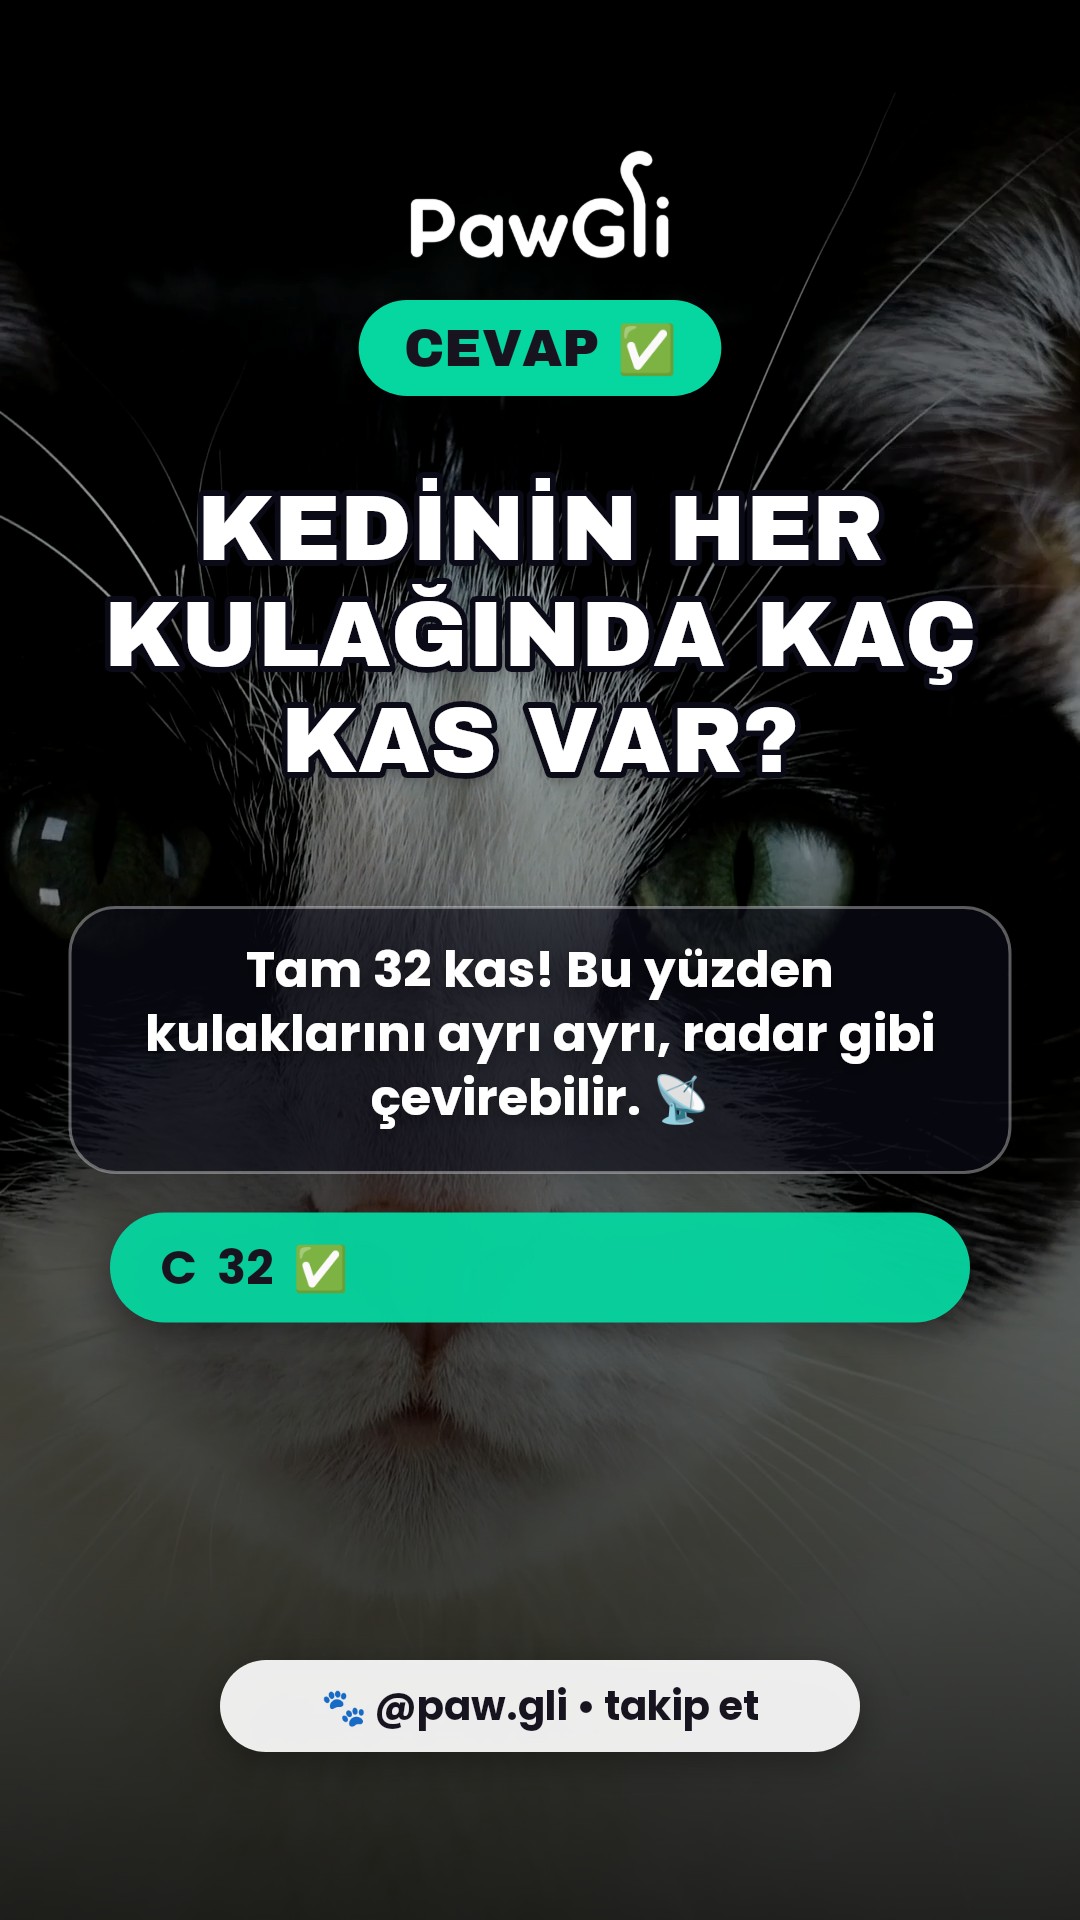 PawGli
CEVAP ✅
KEDİNİN HER
KULAĞINDA KAÇ
KAS VAR?
Tam 32 kas! Bu yüzden
kulaklarını ayrı ayrı, radar gibi
çevirebilir. 📡
C 32 ✅
🐾 @paw.gli • takip et